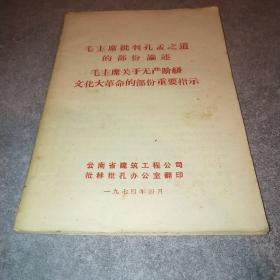 毛主席批判孔孟之道
的部份論述
毛主席关于无产阶級
文化大革命的部份重要指示
云南省建筑工程公司
批林批孔办公室翻印
一九七四年四月